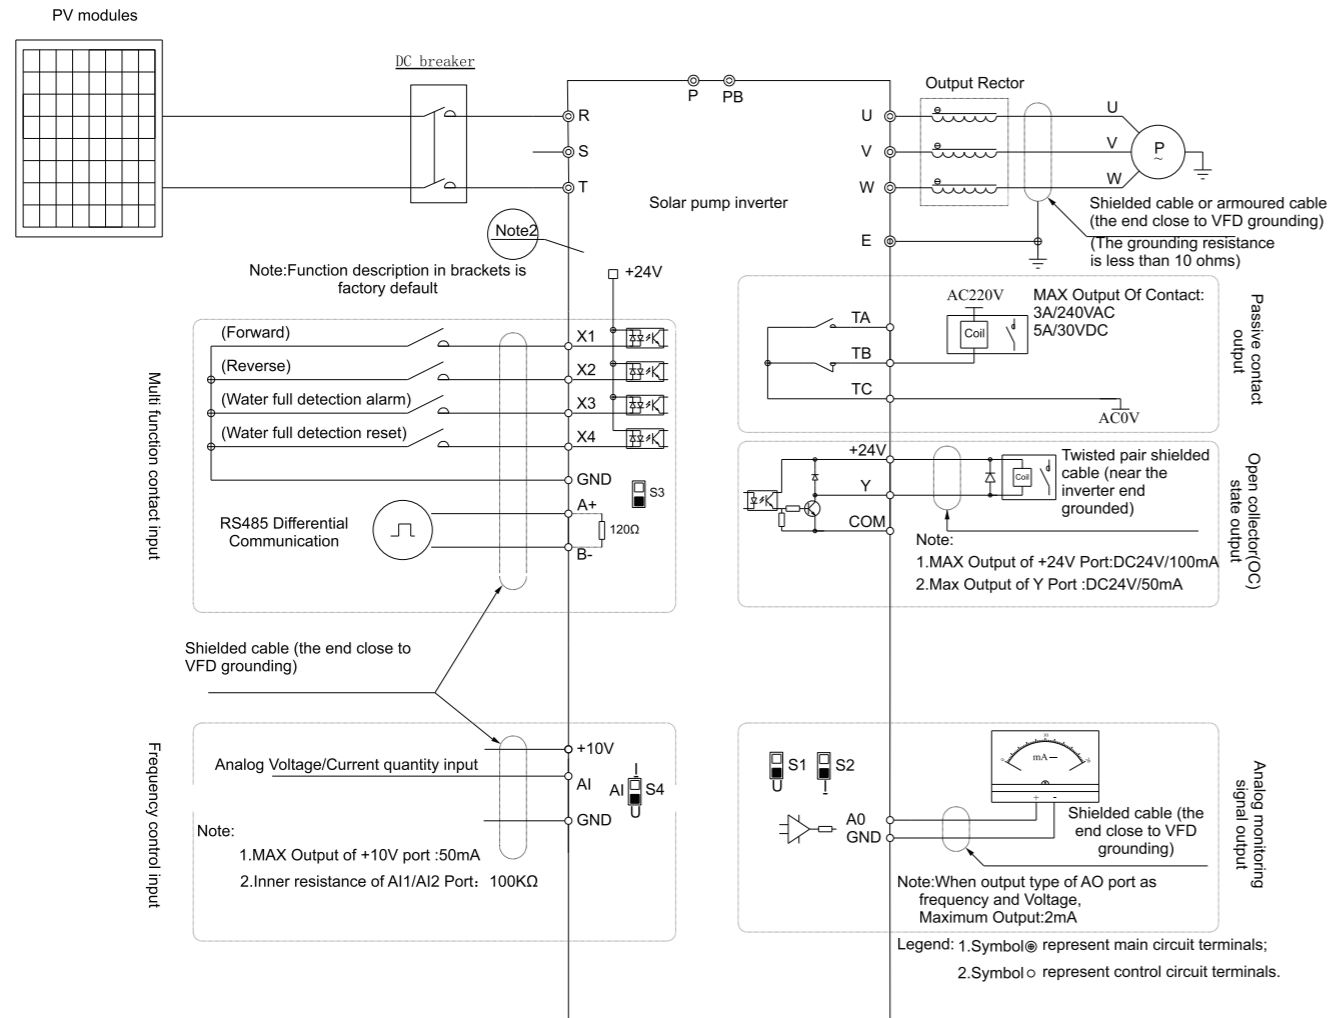 PV modules
DC breaker
P
PB
Output Rector
R
S
T
U
V
W
E
U
V
W
P
~
Solar pump inverter
Shielded cable or armoured cable
(the end close to VFD grounding)
(The grounding resistance
is less than 10 ohms)
Note2
Note:Function description in brackets is
factory default
+24V
Multi function contact input
(Forward)
X1
(Reverse)
X2
(Water full detection alarm)
X3
(Water full detection reset)
X4
GND
S3
A+
RS485 Differential
Communication
120Ω
B-
Shielded cable (the end close to
VFD grounding)
Frequency control input
+10V
Analog Voltage/Current quantity input
AI
AI
I
S4
U
GND
Note:
1.MAX Output of +10V port :50mA
2.Inner resistance of AI1/AI2 Port: 100KΩ
Passive contact
output
TA
TB
TC
AC220V
Coil
MAX Output Of Contact:
3A/240VAC
5A/30VDC
AC0V
Open collector(OC)
state output
+24V
Y
COM
Coil
Twisted pair shielded
cable (near the
inverter end
grounded)
Note:
1.MAX Output of +24V Port:DC24V/100mA
2.Max Output of Y Port :DC24V/50mA
Analog monitoring
signal output
S1
U
S2
I
mA
+ -
A0
GND
Shielded cable (the
end close to VFD
grounding)
Note:When output type of AO port as
frequency and Voltage,
Maximum Output:2mA
Legend: 1.Symbol represent main circuit terminals;
2.Symbol represent control circuit terminals.